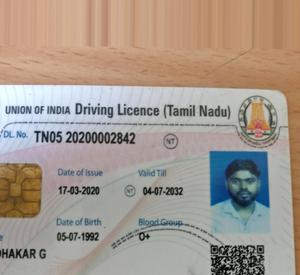 UNION OF INDIA Driving Licence (Tamil Nadu)
DL. No. TN05 20200002842 NT
Date of Issue Valid Till
17-03-2020 NT 04-07-2032
Date of Birth Blood Group
05-07-1992 O+
DHAKAR G